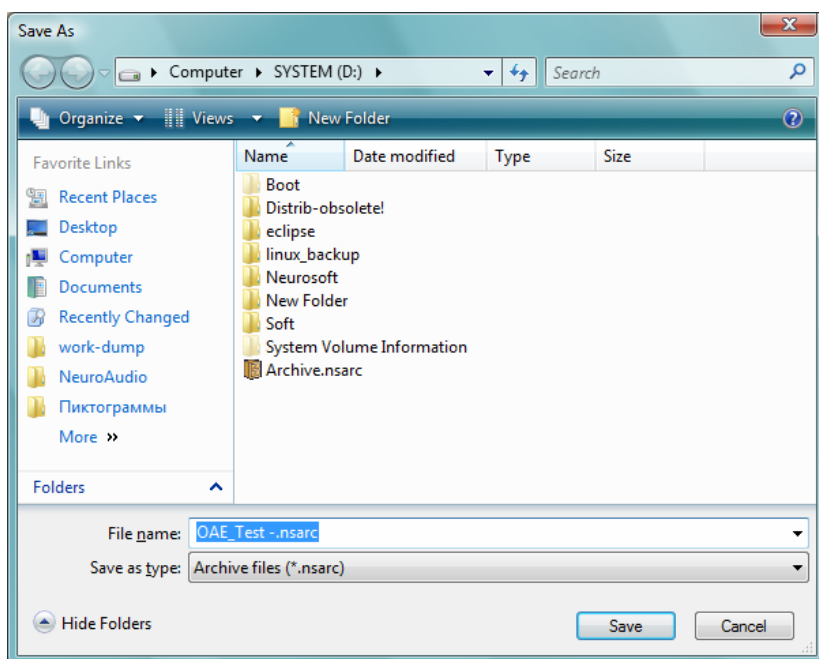 Save As
Computer SYSTEM (D:) Search
Organize Views New Folder
Favorite Links
Recent Places
Desktop
Computer
Documents
Recently Changed
work-dump
NeuroAudio
Пиктограммы
More »
Folders
Name Date modified Type Size
Boot
Distrib-obsolete!
eclipse
linux_backup
Neurosoft
New Folder
Soft
System Volume Information
Archive.nsarc
File name: OAE_Test -.nsarc
Save as type: Archive files (*.nsarc)
Hide Folders Save Cancel